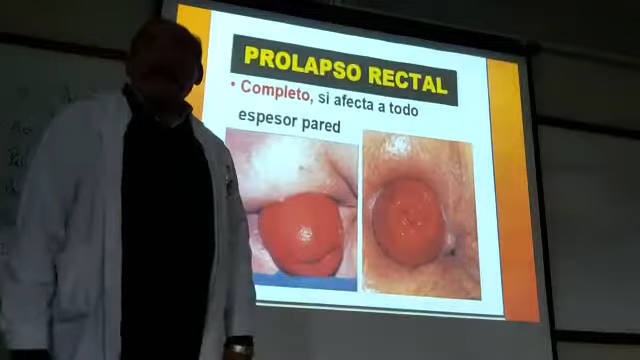 PROLAPSO RECTAL
• Completo, si afecta a todo
espesor pared